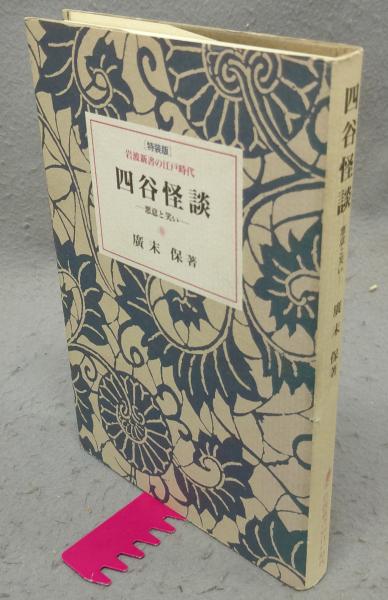 [特装版]
岩波新書の江戸時代
四谷怪談
—悪意と笑い—
廣末 保著
四谷怪談
—悪意と笑い—
廣末 保著